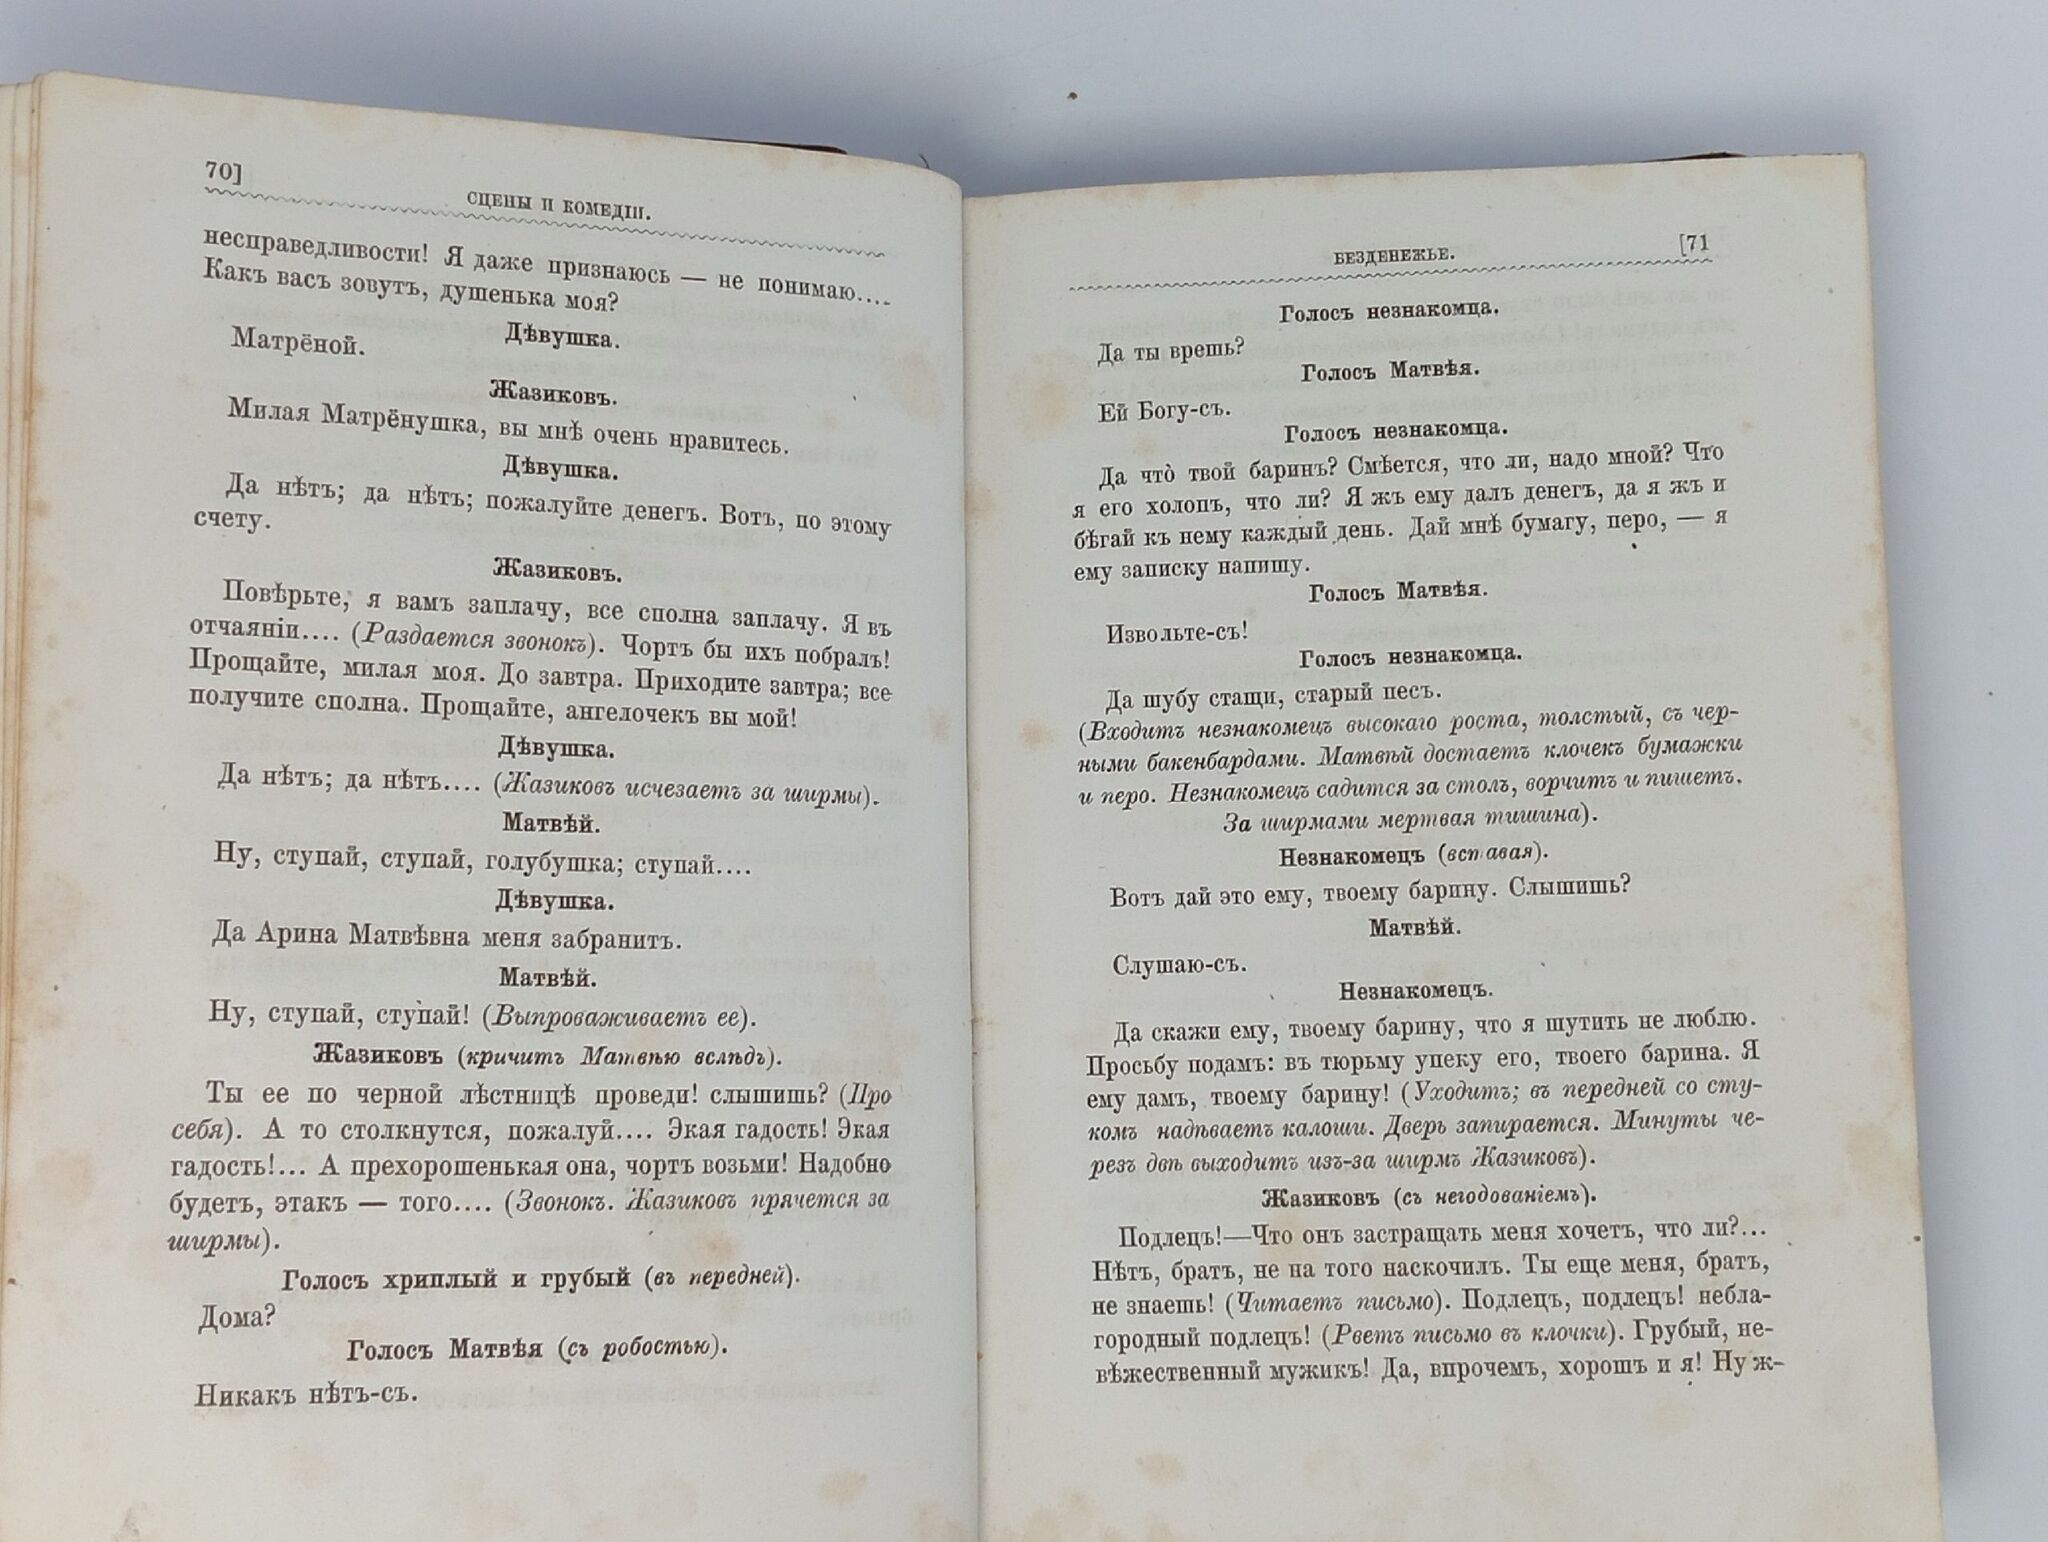 70]
СЦЕНЫ И КОМЕДІИ.
несправедливости! Я даже признаюсь — не понимаю....
Какъ васъ зовутъ, душенька моя?
Дѣвушка.
Матрёной.
Жазиковъ.
Милая Матрёнушка, вы мнѣ очень нравитесь.
Дѣвушка.
Да нѣтъ; да нѣтъ; пожалуйте денегъ. Вотъ, по этому
счету.
Жазиковъ.
Повѣрьте, я вамъ заплачу, все сполна заплачу. Я въ
отчаяніи.... (Раздается звонокъ). Чортъ бы ихъ побралъ!
Прощайте, милая моя. До завтра. Приходите завтра; все
получите сполна. Прощайте, ангелочекъ вы мой!
Дѣвушка.
Да нѣтъ; да нѣтъ.... (Жазиковъ исчезаетъ за ширмы).
Матвѣй.
Ну, ступай, ступай, голубушка; ступай....
Дѣвушка.
Да Арина Матвѣвна меня забранитъ.
Матвѣй.
Ну, ступай, ступай! (Выпроваживаетъ ее).
Жазиковъ (кричитъ Матвѣю вслѣдъ).
Ты ее по черной лѣстницѣ проведи! слышишь? (Про
себя). А то столкнутся, пожалуй.... Экая гадость! Экая
гадость!... А прехорошенькая она, чортъ возьми! Надобно
будетъ, этакъ — того.... (Звонокъ. Жазиковъ прячется за
ширмы).
Голосъ хриплый и грубый (въ передней).
Дома?
Голосъ Матвѣя (съ робостью).
Никакъ нѣтъ-съ.
БЕЗДЕНЕЖЬЕ.
[71
Голосъ незнакомца.
Да ты врешь?
Голосъ Матвѣя.
Ей Богу-съ.
Голосъ незнакомца.
Да что̀ твой баринъ? Смѣется, что ли, надо мной? Что
я его холопъ, что ли? Я жъ ему далъ денегъ, да я жъ и
бѣгай къ нему каждый день. Дай мнѣ бумагу, перо, — я
ему записку напишу.
Голосъ Матвѣя.
Извольте-съ!
Голосъ незнакомца.
Да шубу стащи, старый песъ.
(Входитъ незнакомецъ высокаго роста, толстый, съ чер-
ными бакенбардами. Матвѣй достаетъ клочекъ бумажки
и перо. Незнакомецъ садится за столъ, ворчитъ и пишетъ.
За ширмами мертвая тишина).
Незнакомецъ (вставая).
Вотъ дай это ему, твоему барину. Слышишь?
Матвѣй.
Слушаю-съ.
Незнакомецъ.
Да скажи ему, твоему барину, что я шутить не люблю.
Просьбу подамъ: въ тюрьму упеку его, твоего барина. Я
ему дамъ, твоему барину! (Уходитъ; въ передней со сту-
комъ надѣваетъ калоши. Дверь запирается. Минуты че-
резъ двѣ выходитъ изъ-за ширмъ Жазиковъ).
Жазиковъ (съ негодованіемъ).
Подлецъ!—Что онъ застращать меня хочетъ, что ли?...
Нѣтъ, братъ, не на того наскочилъ. Ты еще меня, братъ,
не знаешь! (Читаетъ письмо). Подлецъ, подлецъ! небла-
городный подлецъ! (Рветъ письмо въ клочки). Грубый, не-
вѣжественный мужикъ! Да, впрочемъ, хорошъ и я! Ну ж-